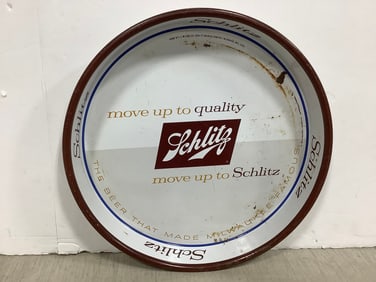 Schlitz
move up to quality
Schlitz
move up to Schlitz
Schlitz
Schlitz
THE BEER THAT MADE MILWAUKEE FAMOUS
Schlitz